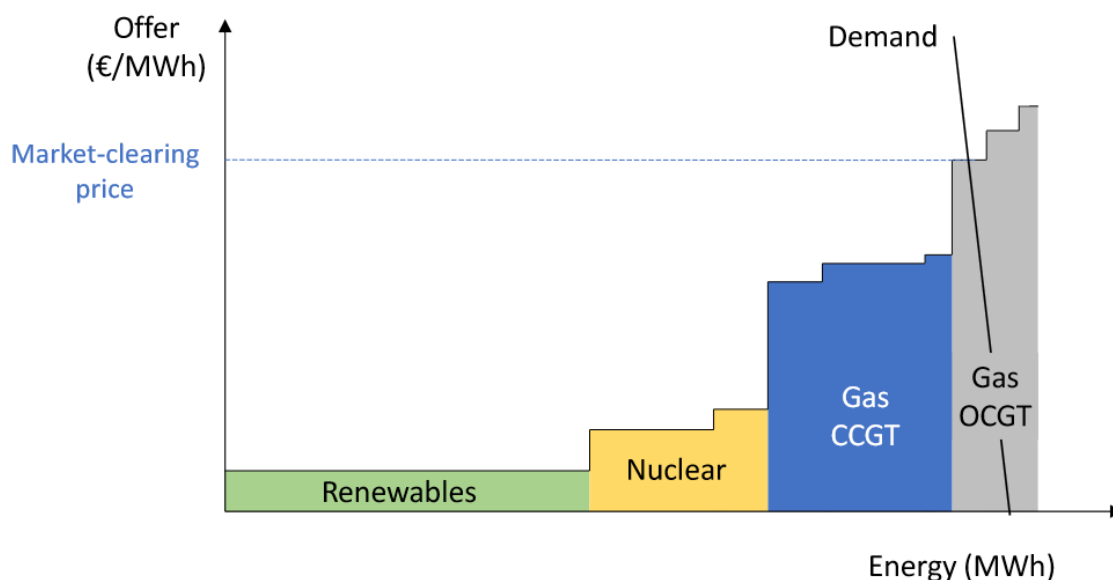 Offer
(€/MWh)
Demand
Market-clearing
price
Gas
CCGT
Gas
OCGT
Nuclear
Renewables
Energy (MWh)